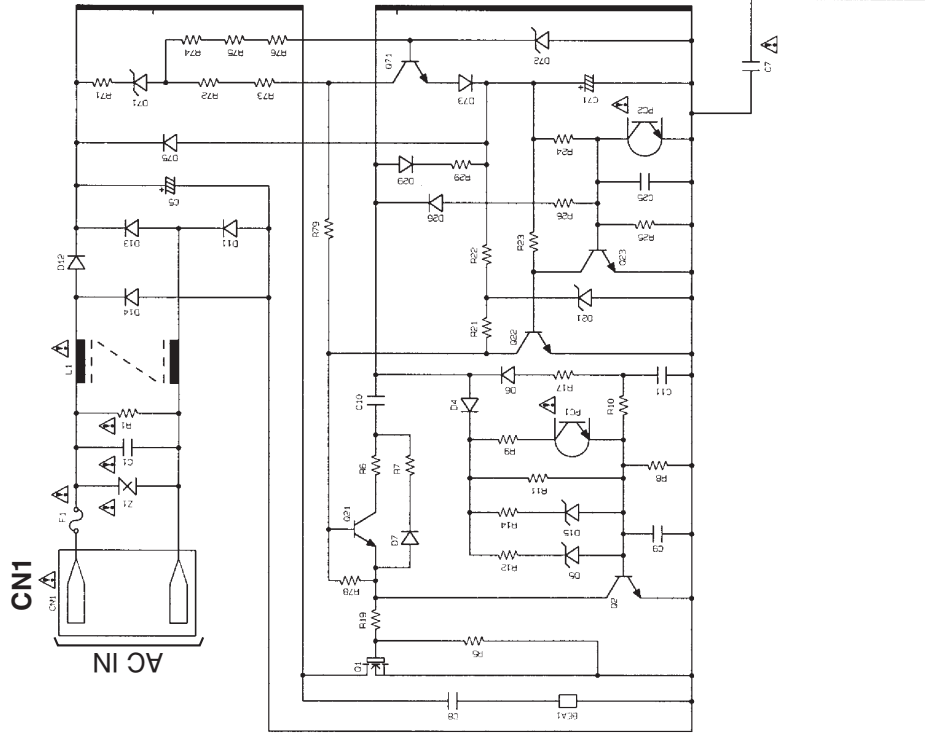 R74
R75
R76
Q71
D72
C7
R71
D71
R72
R73
D73
C71
PC2
R24
D75
D29
R29
C5
C25
D26
R26
R79
D13
D11
R25
R23
R22
Q23
D12
D14
D21
R21
Q22
L1
D6
R17
C11
D4
C10
R10
PC1
R1
R9
C1
R6
R7
R8
R11
Z1
F1
Q21
R14
D15
C9
D7
R12
D5
CN1
CN1
R78
Q2
R19
AC IN
R5
Q1
C8
BEA1